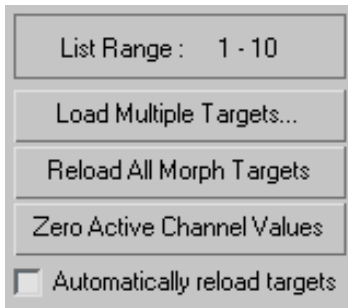 List Range : 1 - 10
Load Multiple Targets...
Reload All Morph Targets
Zero Active Channel Values
Automatically reload targets